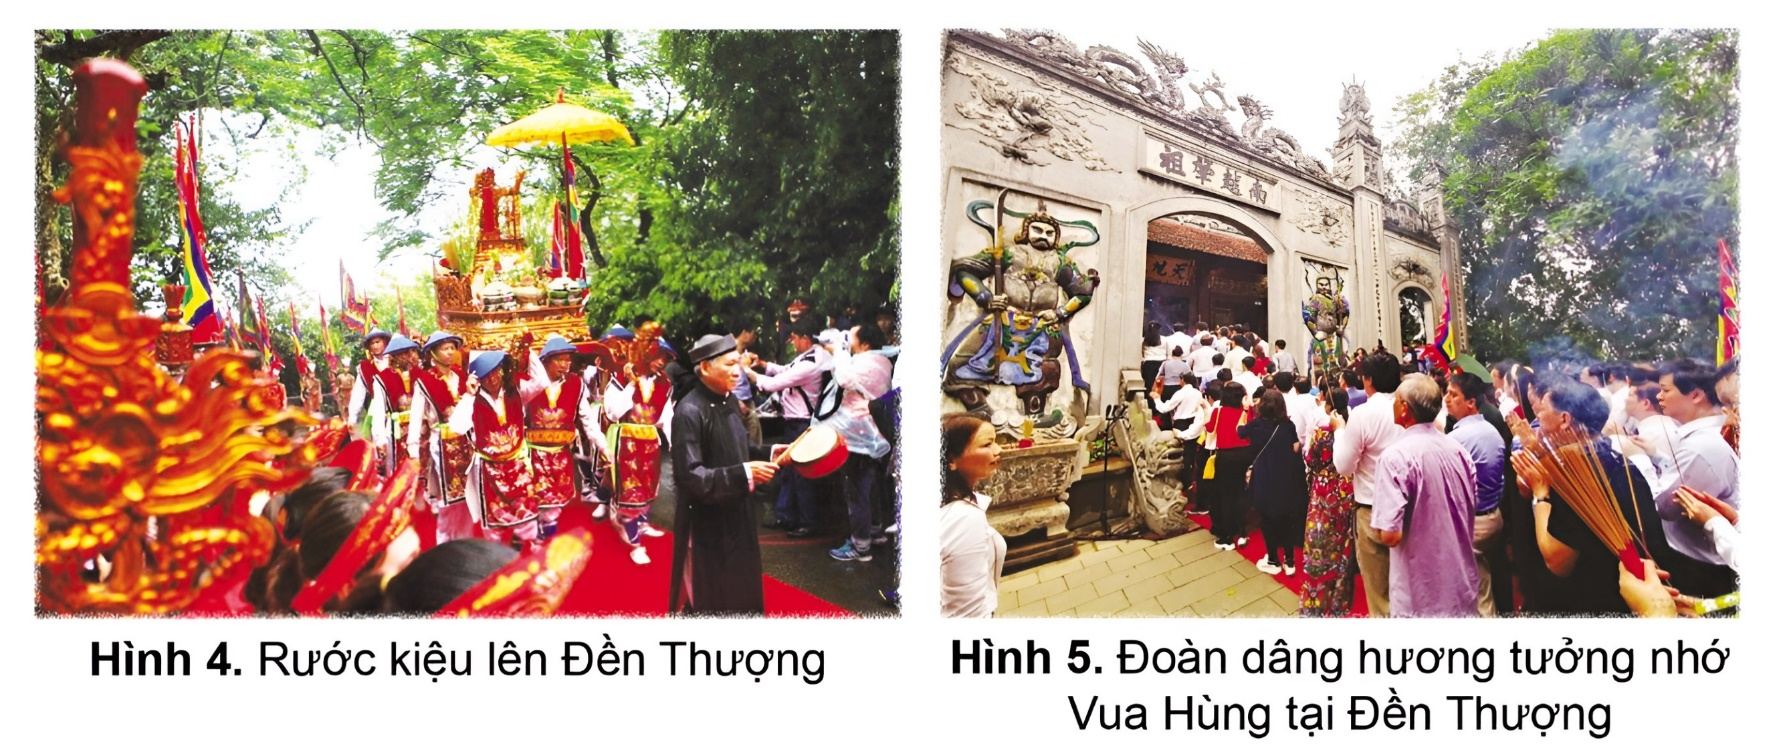 祖肇越南
Hình 4. Rước kiệu lên Đền Thượng
Hình 5. Đoàn dâng hương tưởng nhớ
Vua Hùng tại Đền Thượng